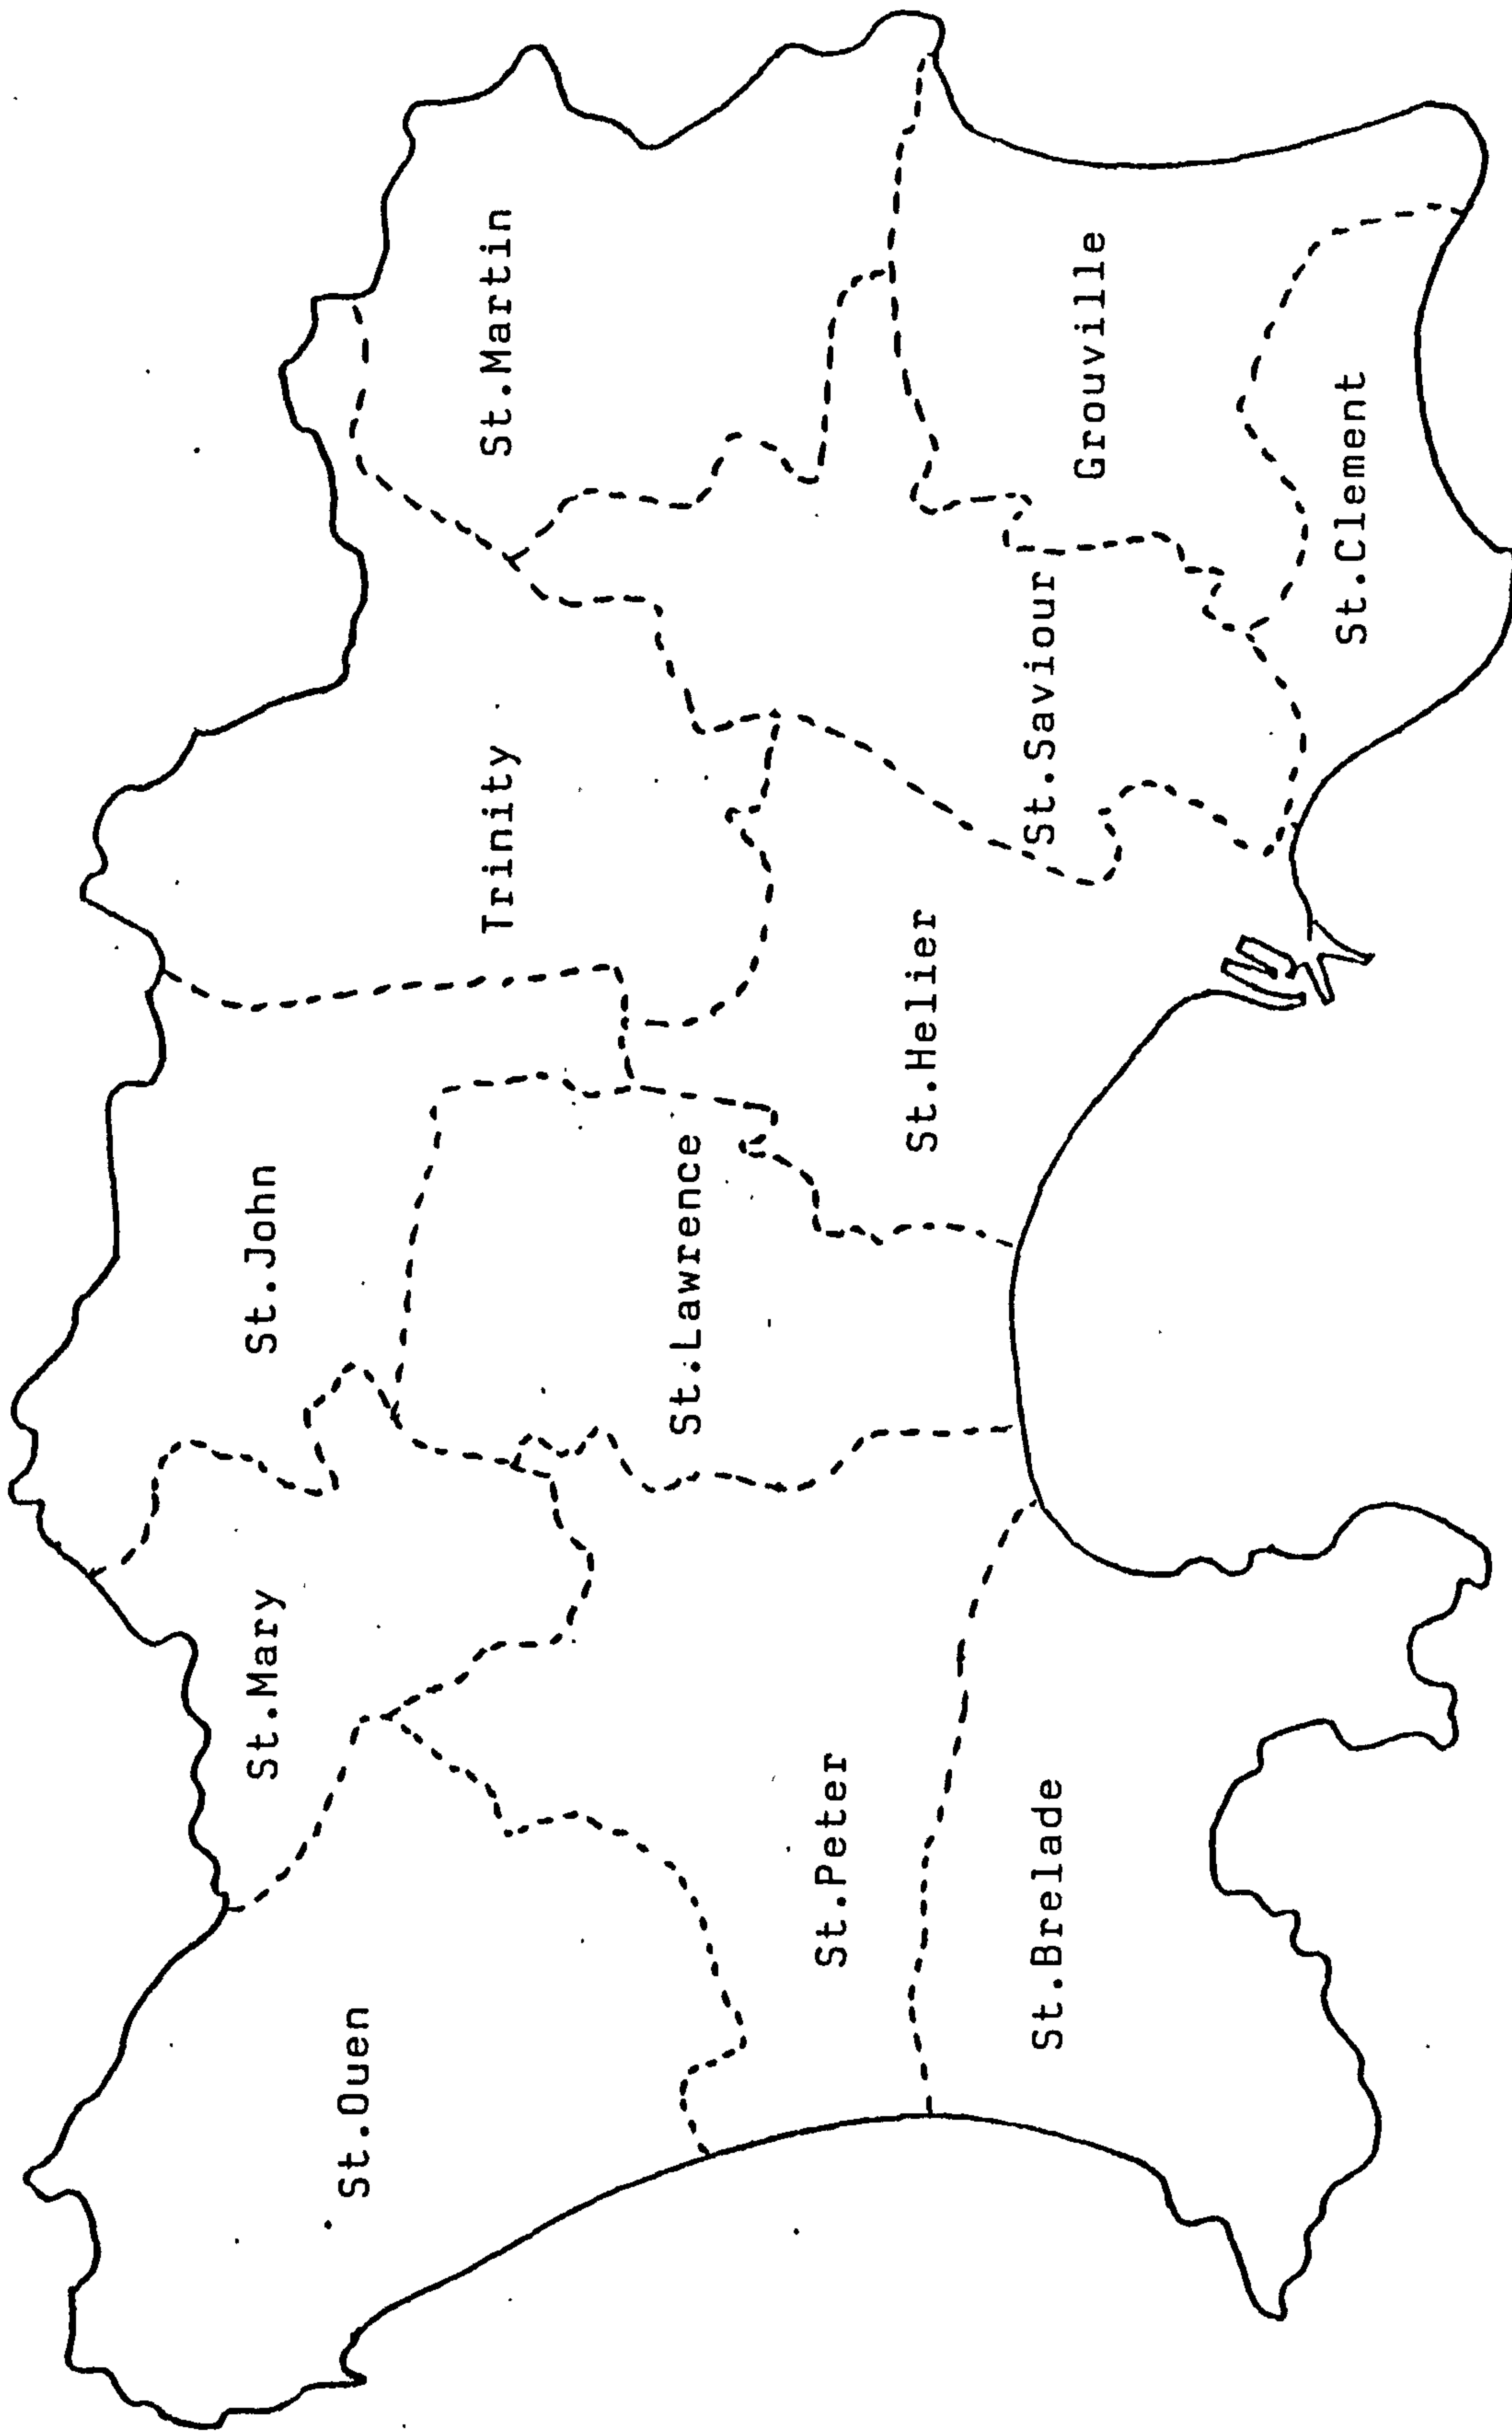 St.Ouen
St.Mary
St.John
Trinity
St.Martin
St.Peter
St.Lawrence
St.Helier
St.Saviour
Grouville
St.Brelade
St.Clement